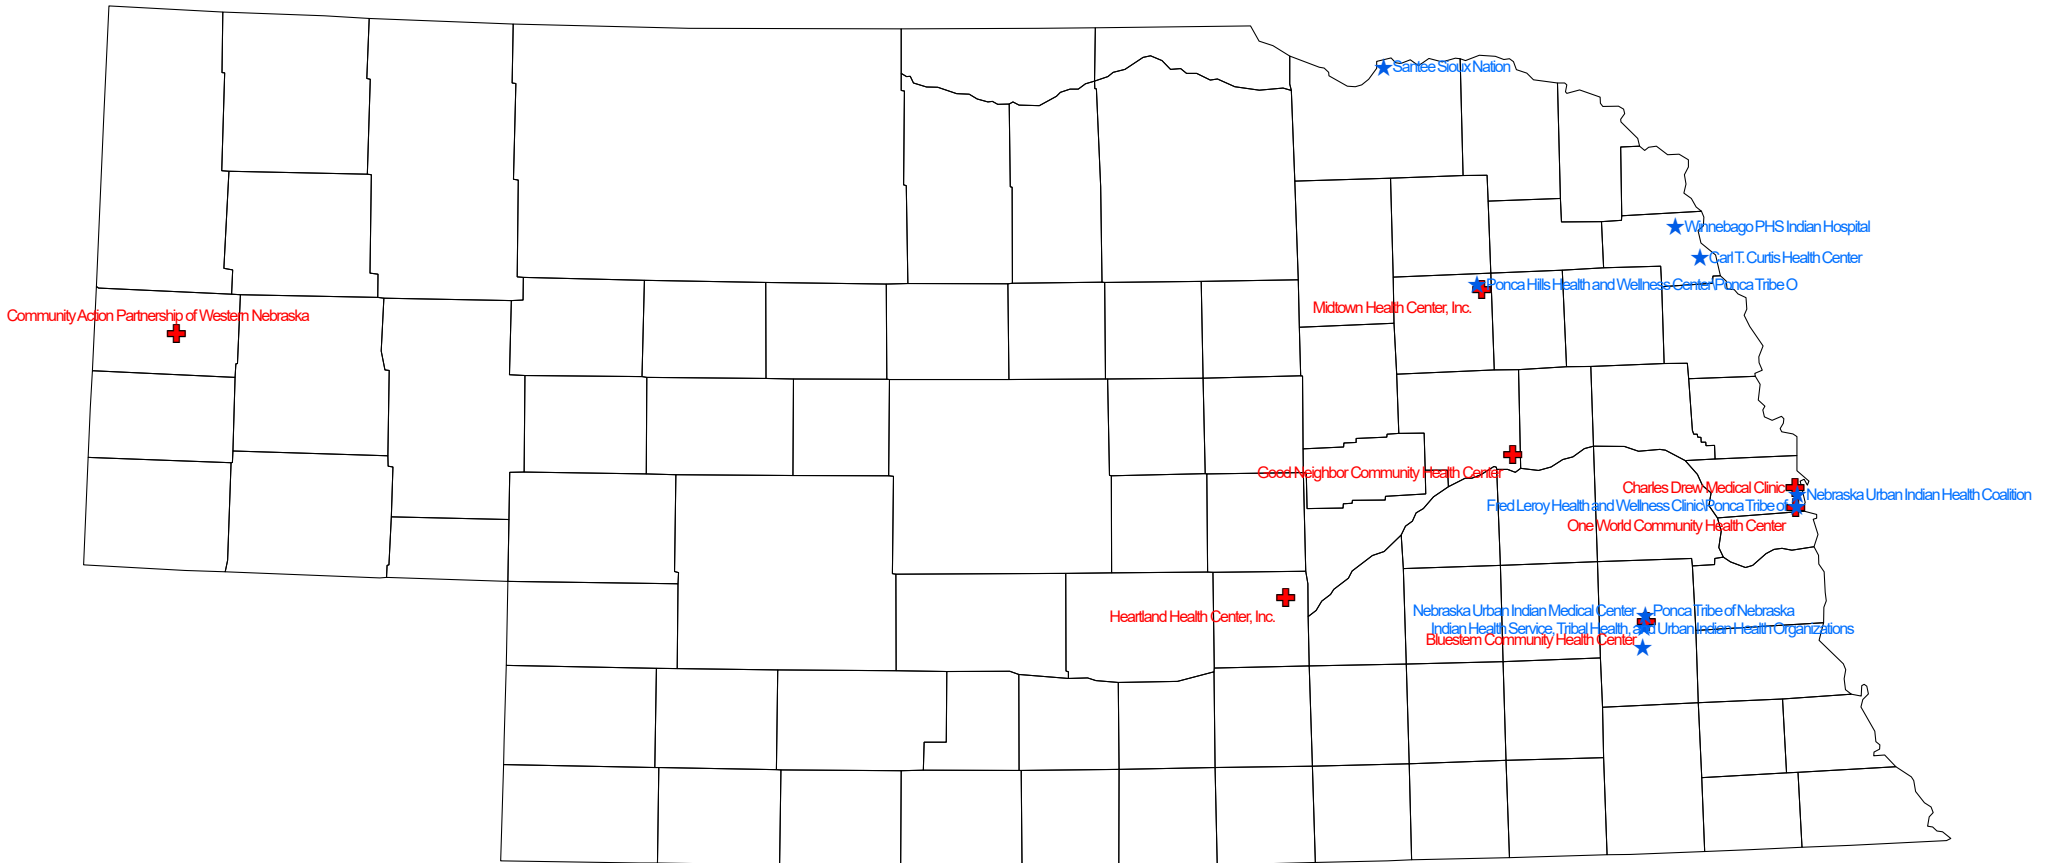 Santee Sioux Nation
Winnebago PHS Indian Hospital
Carl T. Curtis Health Center
Ponca Hills Health and Wellness Center\Ponca Tribe O
Midtown Health Center, Inc.
Community Action Partnership of Western Nebraska
Good Neighbor Community Health Center
Charles Drew Medical Clinic
Nebraska Urban Indian Health Coalition
Fred Leroy Health and Wellness Clinic\Ponca Tribe of
One World Community Health Center
Heartland Health Center, Inc.
Nebraska Urban Indian Medical Center
Ponca Tribe of Nebraska
Indian Health Service, Tribal Health, and Urban Indian Health Organizations
Bluestem Community Health Center